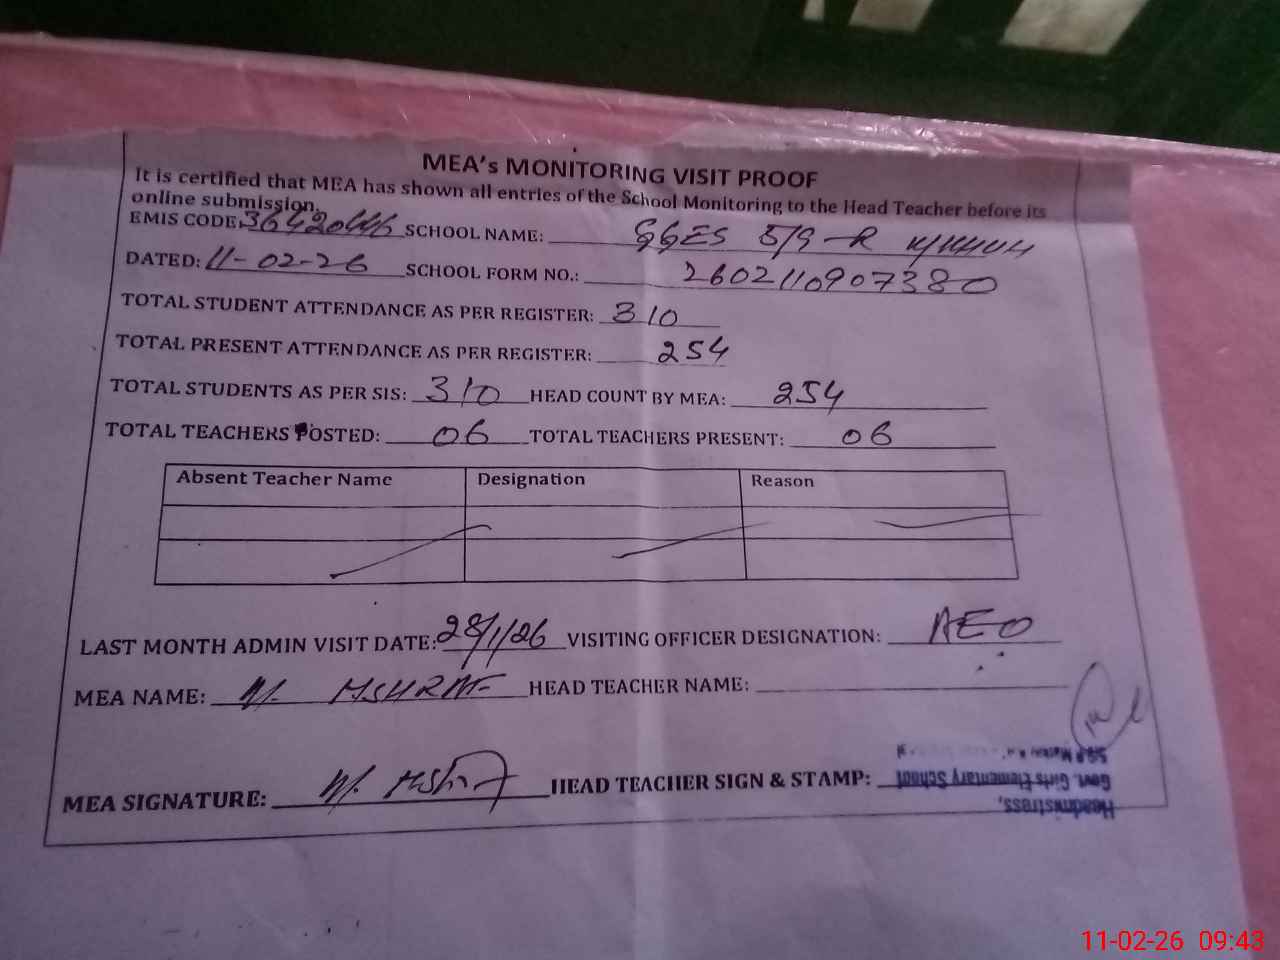 MEA's MONITORING VISIT PROOF
It is certified that MEA has shown all entries of the School Monitoring to the Head Teacher before its
online submission.
EMIS CODE: SCHOOL NAME: GGES 5/9-R
DATED: 11-02-26 SCHOOL FORM NO.: 2602110907380
TOTAL STUDENT ATTENDANCE AS PER REGISTER: 310
TOTAL PRESENT ATTENDANCE AS PER REGISTER: 254
TOTAL STUDENTS AS PER SIS: 310 HEAD COUNT BY MEA: 254
TOTAL TEACHERS POSTED: 06 TOTAL TEACHERS PRESENT: 06
Absent Teacher Name Designation Reason
LAST MONTH ADMIN VISIT DATE: 28/1/26 VISITING OFFICER DESIGNATION: AEO
MEA NAME: M. ASHRAF HEAD TEACHER NAME:
MEA SIGNATURE: M. Ashraf HEAD TEACHER SIGN & STAMP:
Headmistress,
Govt. Girls Elementary School
11-02-26 09:43